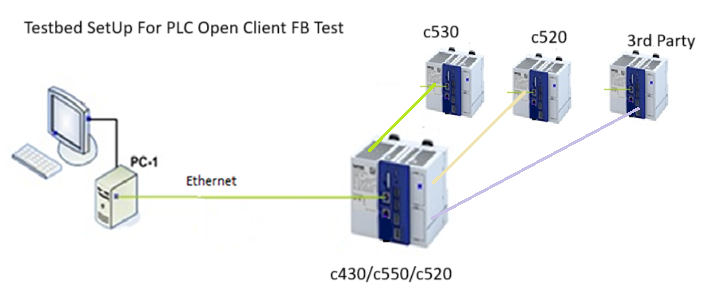 Testbed SetUp For PLC Open Client FB Test
c530
c520
3rd Party
PC-1
Ethernet
c430/c550/c520